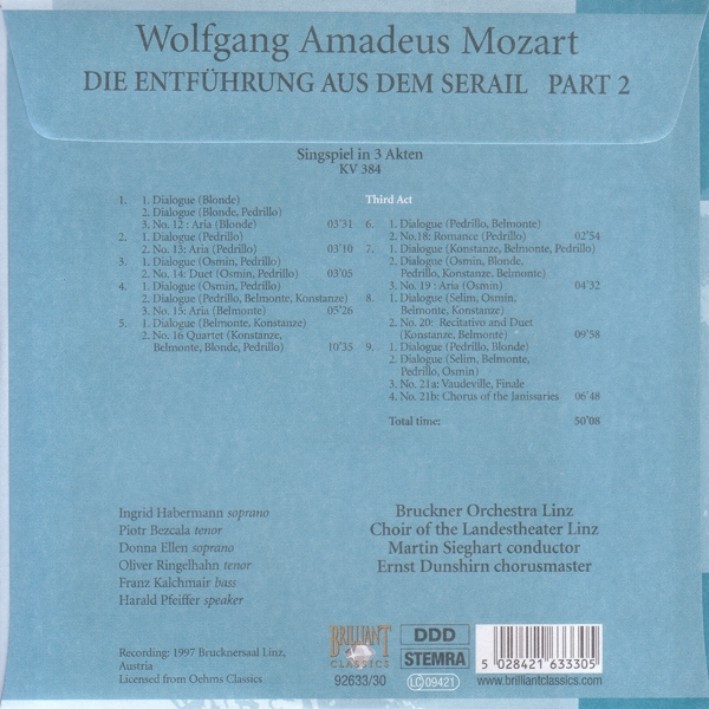 Wolfgang Amadeus Mozart
DIE ENTFÜHRUNG AUS DEM SERAIL PART 2
Singspiel in 3 Akten
KV 384
1. 1. Dialogue (Blonde)
2. Dialogue (Blonde, Pedrillo)
3. No. 12 : Aria (Blonde) 03'31
2. 1. Dialogue (Pedrillo)
2. No. 13: Aria (Pedrillo) 03'10
3. 1. Dialogue (Osmin, Pedrillo)
2. No. 14: Duet (Osmin, Pedrillo) 03'05
4. 1. Dialogue (Osmin, Pedrillo)
2. Dialogue (Pedrillo, Belmonte, Konstanze)
3. No. 15: Aria (Belmonte) 05'26
5. 1. Dialogue (Belmonte, Konstanze)
2. No. 16 Quartet (Konstanze,
Belmonte, Blonde, Pedrillo) 10'35
Third Act
6. 1. Dialogue (Pedrillo, Belmonte)
2. No.18: Romance (Pedrillo) 02'54
7. 1. Dialogue (Konstanze, Belmonte, Pedrillo)
2. Dialogue (Osmin, Blonde,
Pedrillo, Konstanze, Belmonte)
3. No. 19 : Aria (Osmin) 04'32
8. 1. Dialogue (Selim, Osmin,
Belmonte, Konstanze)
2. No. 20: Recitativo and Duet
(Konstanze, Belmonte) 09'58
9. 1. Dialogue (Pedrillo, Blonde)
2. Dialogue (Selim, Belmonte,
Pedrillo, Osmin)
3. No. 21a: Vaudeville, Finale
4. No. 21b: Chorus of the Janissaries 06'48
Total time: 50'08
Ingrid Habermann soprano
Piotr Bezcala tenor
Donna Ellen soprano
Oliver Ringelhahn tenor
Franz Kalchmair bass
Harald Pfeiffer speaker
Bruckner Orchestra Linz
Choir of the Landestheater Linz
Martin Sieghart conductor
Ernst Dunshirn chorusmaster
Recording: 1997 Brucknersaal Linz,
Austria
Licensed from Oehms Classics
BRILLIANT
CLASSICS
92633/30
DDD
STEMRA
LC 09421
5 028421 633305
www.brilliantclassics.com